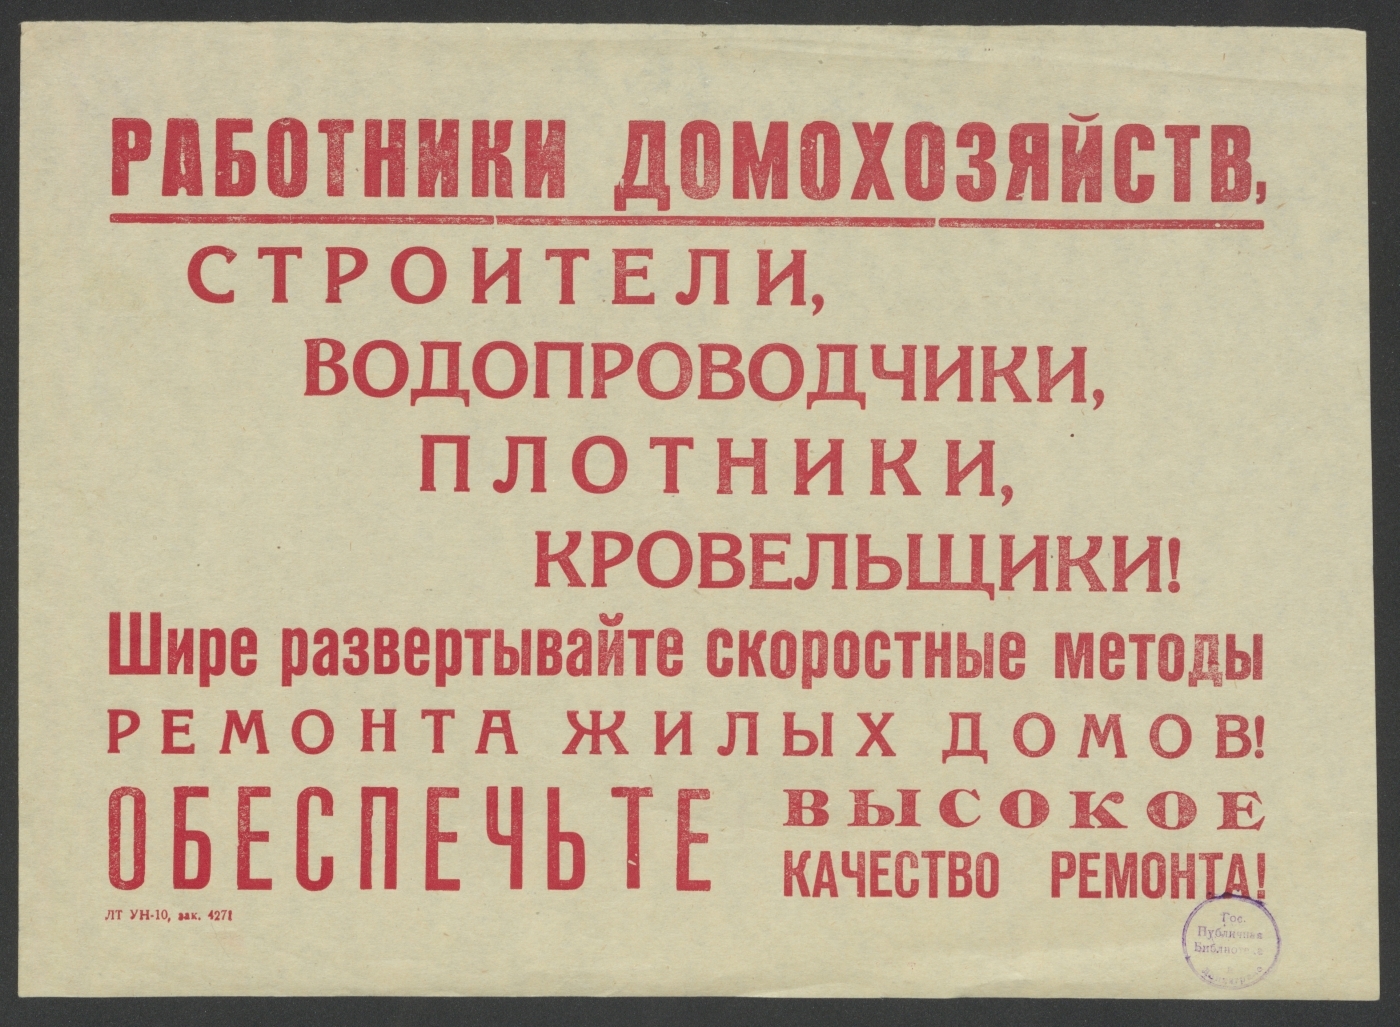 РАБОТНИКИ ДОМОХОЗЯЙСТВ,
СТРОИТЕЛИ,
ВОДОПРОВОДЧИКИ,
ПЛОТНИКИ,
КРОВЕЛЬЩИКИ!
Шире развертывайте скоростные методы
РЕМОНТА ЖИЛЫХ ДОМОВ!
ОБЕСПЕЧЬТЕ ВЫСОКОЕ
КАЧЕСТВО РЕМОНТА!
ЛТ УН-10, зак. 4271
Гос.
Публичная
Библиотека